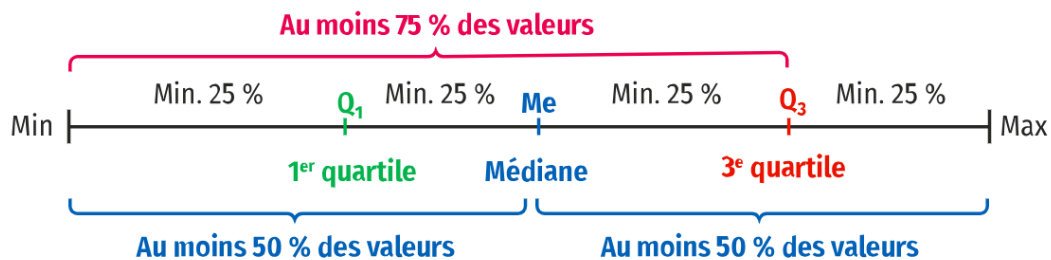 Au moins 75 % des valeurs
Min. 25 % Q₁ Min. 25 % Me Min. 25 % Q₃ Min. 25 %
Min Max
1er quartile Médiane 3e quartile
Au moins 50 % des valeurs Au moins 50 % des valeurs